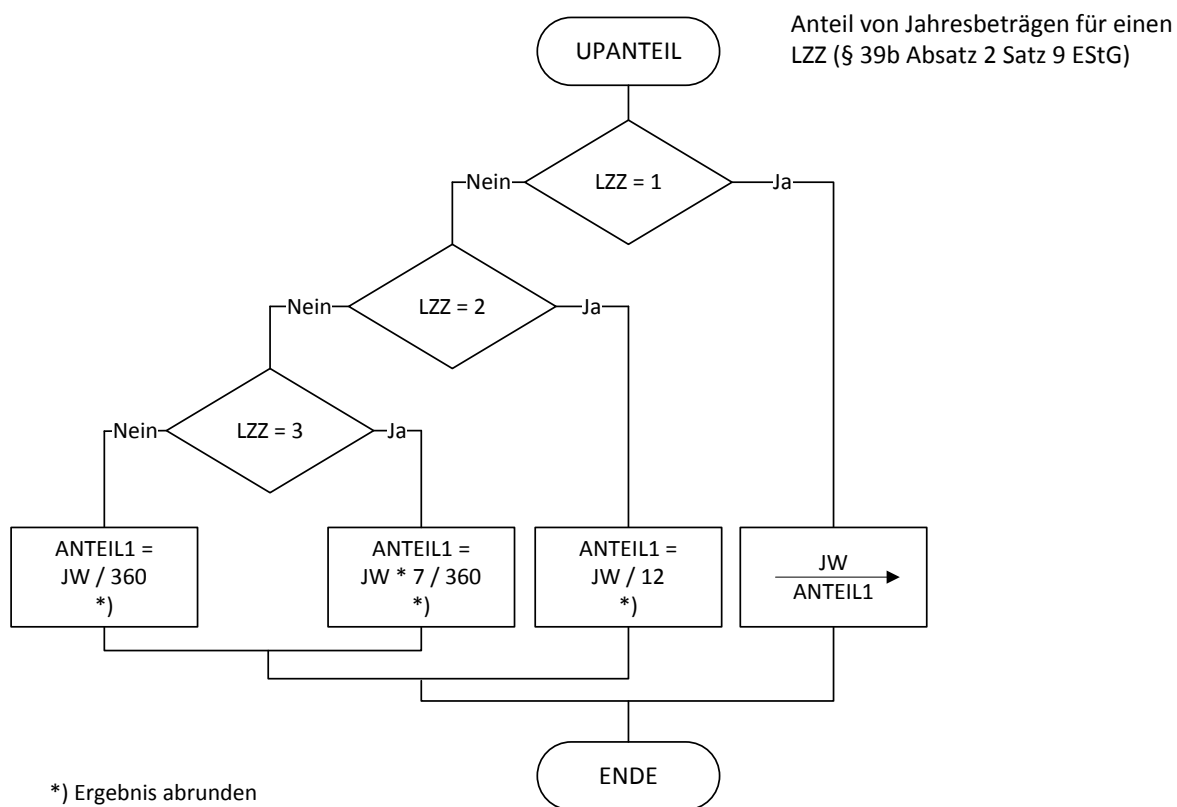 Anteil von Jahresbeträgen für einen
LZZ (§ 39b Absatz 2 Satz 9 EStG)
UPANTEIL
LZZ = 1
Nein
Ja
LZZ = 2
Nein
Ja
LZZ = 3
Nein
Ja
ANTEIL1 =
JW / 360
*)
ANTEIL1 =
JW * 7 / 360
*)
ANTEIL1 =
JW / 12
*)
JW
ANTEIL1
ENDE
*) Ergebnis abrunden